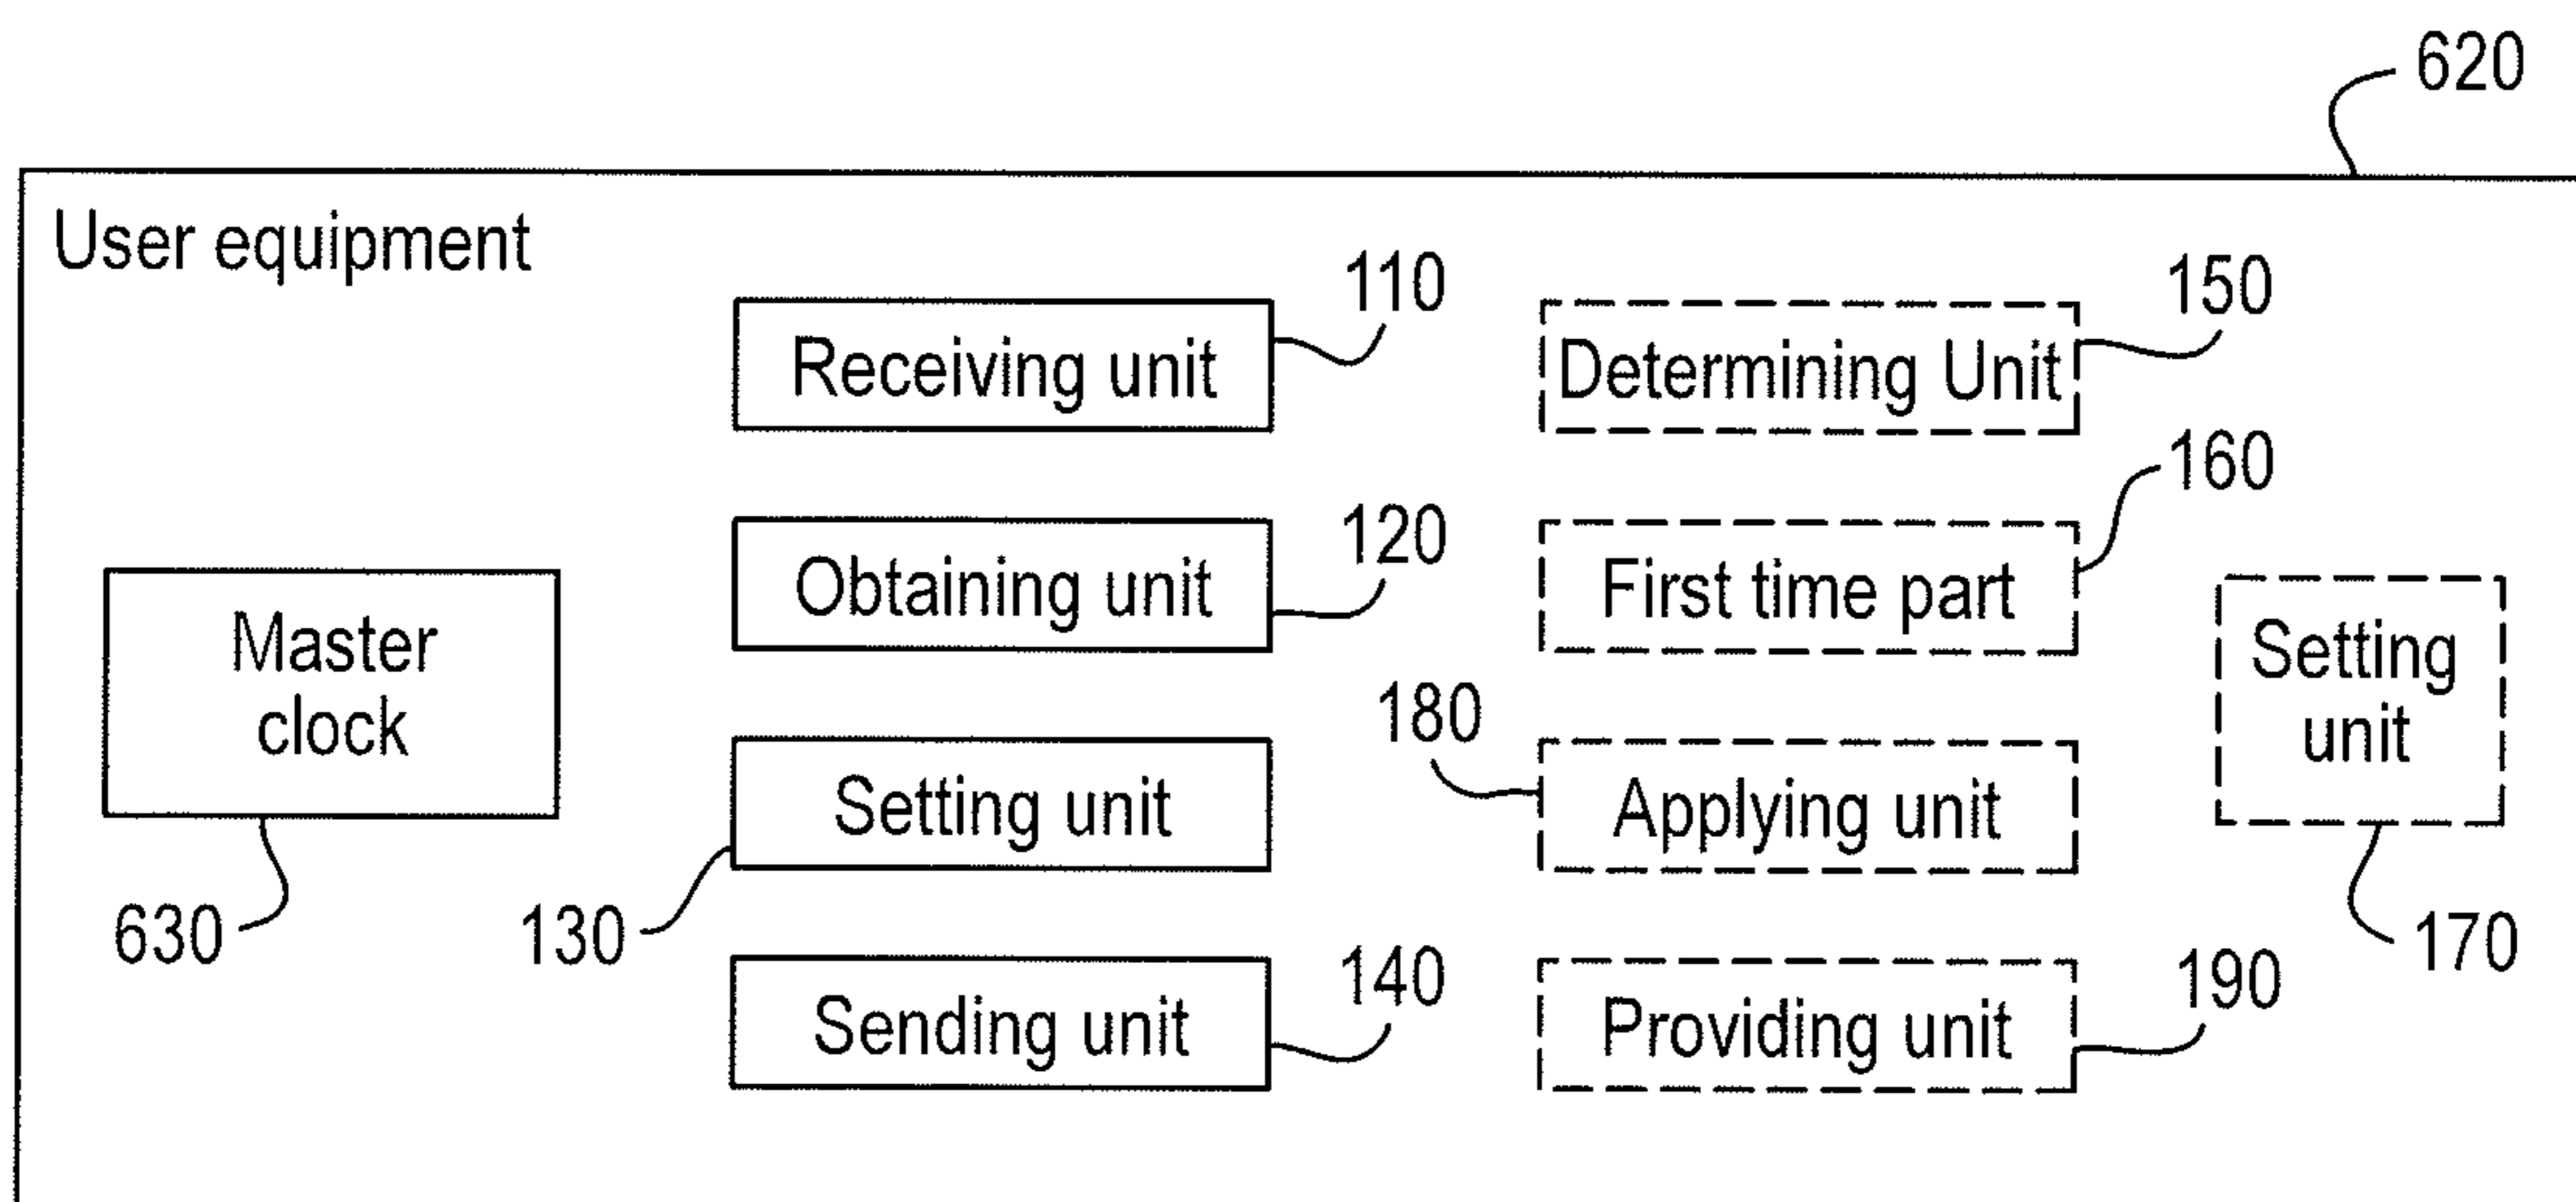 620
User equipment
110
150
Receiving unit
Determining Unit
160
120
Obtaining unit
First time part
Master
clock
Setting
unit
180
Setting unit
Applying unit
630
130
170
140
190
Sending unit
Providing unit